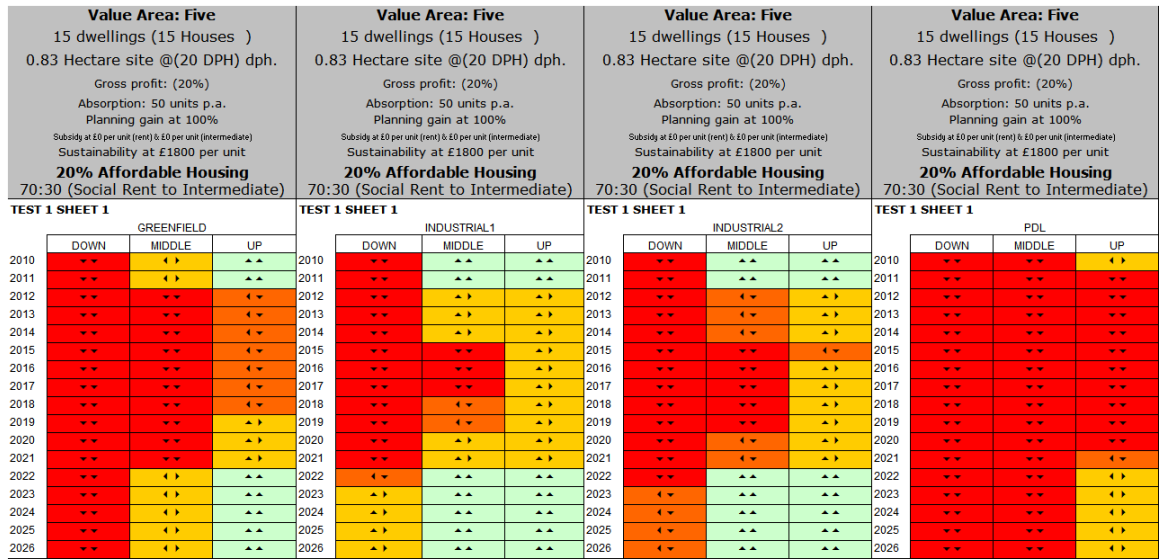 Value Area: Five
15 dwellings (15 Houses )
0.83 Hectare site @(20 DPH) dph.
Gross profit: (20%)
Absorption: 50 units p.a.
Planning gain at 100%
Subsidy at £0 per unit (rent) & £0 per unit (intermediate)
Sustainability at £1800 per unit
20% Affordable Housing
70:30 (Social Rent to Intermediate)
TEST 1 SHEET 1
GREENFIELD
DOWN MIDDLE UP
2010
2011
2012
2013
2014
2015
2016
2017
2018
2019
2020
2021
2022
2023
2024
2025
2026
Value Area: Five
15 dwellings (15 Houses )
0.83 Hectare site @(20 DPH) dph.
Gross profit: (20%)
Absorption: 50 units p.a.
Planning gain at 100%
Subsidy at £0 per unit (rent) & £0 per unit (intermediate)
Sustainability at £1800 per unit
20% Affordable Housing
70:30 (Social Rent to Intermediate)
TEST 1 SHEET 1
INDUSTRIAL1
DOWN MIDDLE UP
2010
2011
2012
2013
2014
2015
2016
2017
2018
2019
2020
2021
2022
2023
2024
2025
2026
Value Area: Five
15 dwellings (15 Houses )
0.83 Hectare site @(20 DPH) dph.
Gross profit: (20%)
Absorption: 50 units p.a.
Planning gain at 100%
Subsidy at £0 per unit (rent) & £0 per unit (intermediate)
Sustainability at £1800 per unit
20% Affordable Housing
70:30 (Social Rent to Intermediate)
TEST 1 SHEET 1
INDUSTRIAL2
DOWN MIDDLE UP
2010
2011
2012
2013
2014
2015
2016
2017
2018
2019
2020
2021
2022
2023
2024
2025
2026
Value Area: Five
15 dwellings (15 Houses )
0.83 Hectare site @(20 DPH) dph.
Gross profit: (20%)
Absorption: 50 units p.a.
Planning gain at 100%
Subsidy at £0 per unit (rent) & £0 per unit (intermediate)
Sustainability at £1800 per unit
20% Affordable Housing
70:30 (Social Rent to Intermediate)
TEST 1 SHEET 1
PDL
DOWN MIDDLE UP
2010
2011
2012
2013
2014
2015
2016
2017
2018
2019
2020
2021
2022
2023
2024
2025
2026